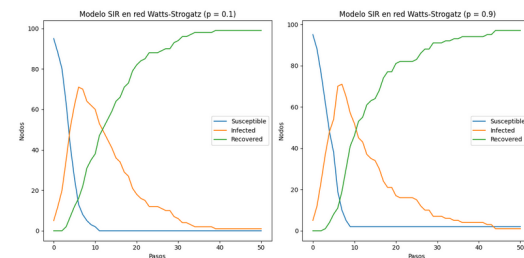 Modelo SIR en red Watts-Strogatz (p = 0.1)
100
80
60
40
20
0
Nodos
0 10 20 30 40 50
Pasos
Susceptible
Infected
Recovered
Modelo SIR en red Watts-Strogatz (p = 0.9)
100
80
60
40
20
0
Nodos
0 10 20 30 40 50
Pasos
Susceptible
Infected
Recovered